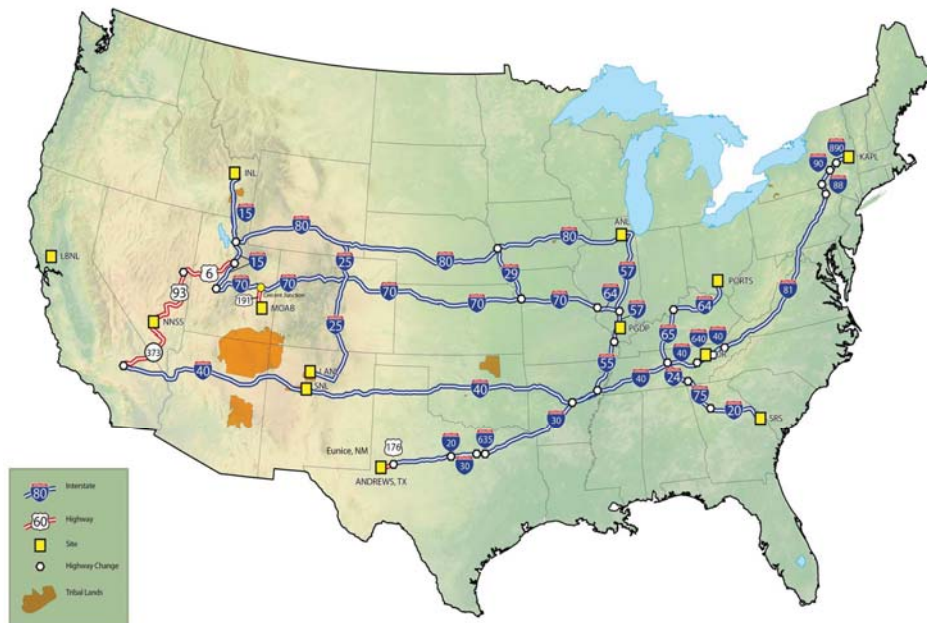 890
90
KAPL
88
INL
15
80
ANL
80
LBNL
15
25
6
29
57
81
70
70
93
191
MOAB
70
70
64
57
PORTS
64
NNSS
PGDP
65
640
40
373
25
55
40
40
LANL
SNL
40
40
24
75
20
SRS
30
Eunice, NM
176
20
635
30
ANDREWS, TX
80
Interstate
60
Highway
Site
Highway Change
Tribal Lands